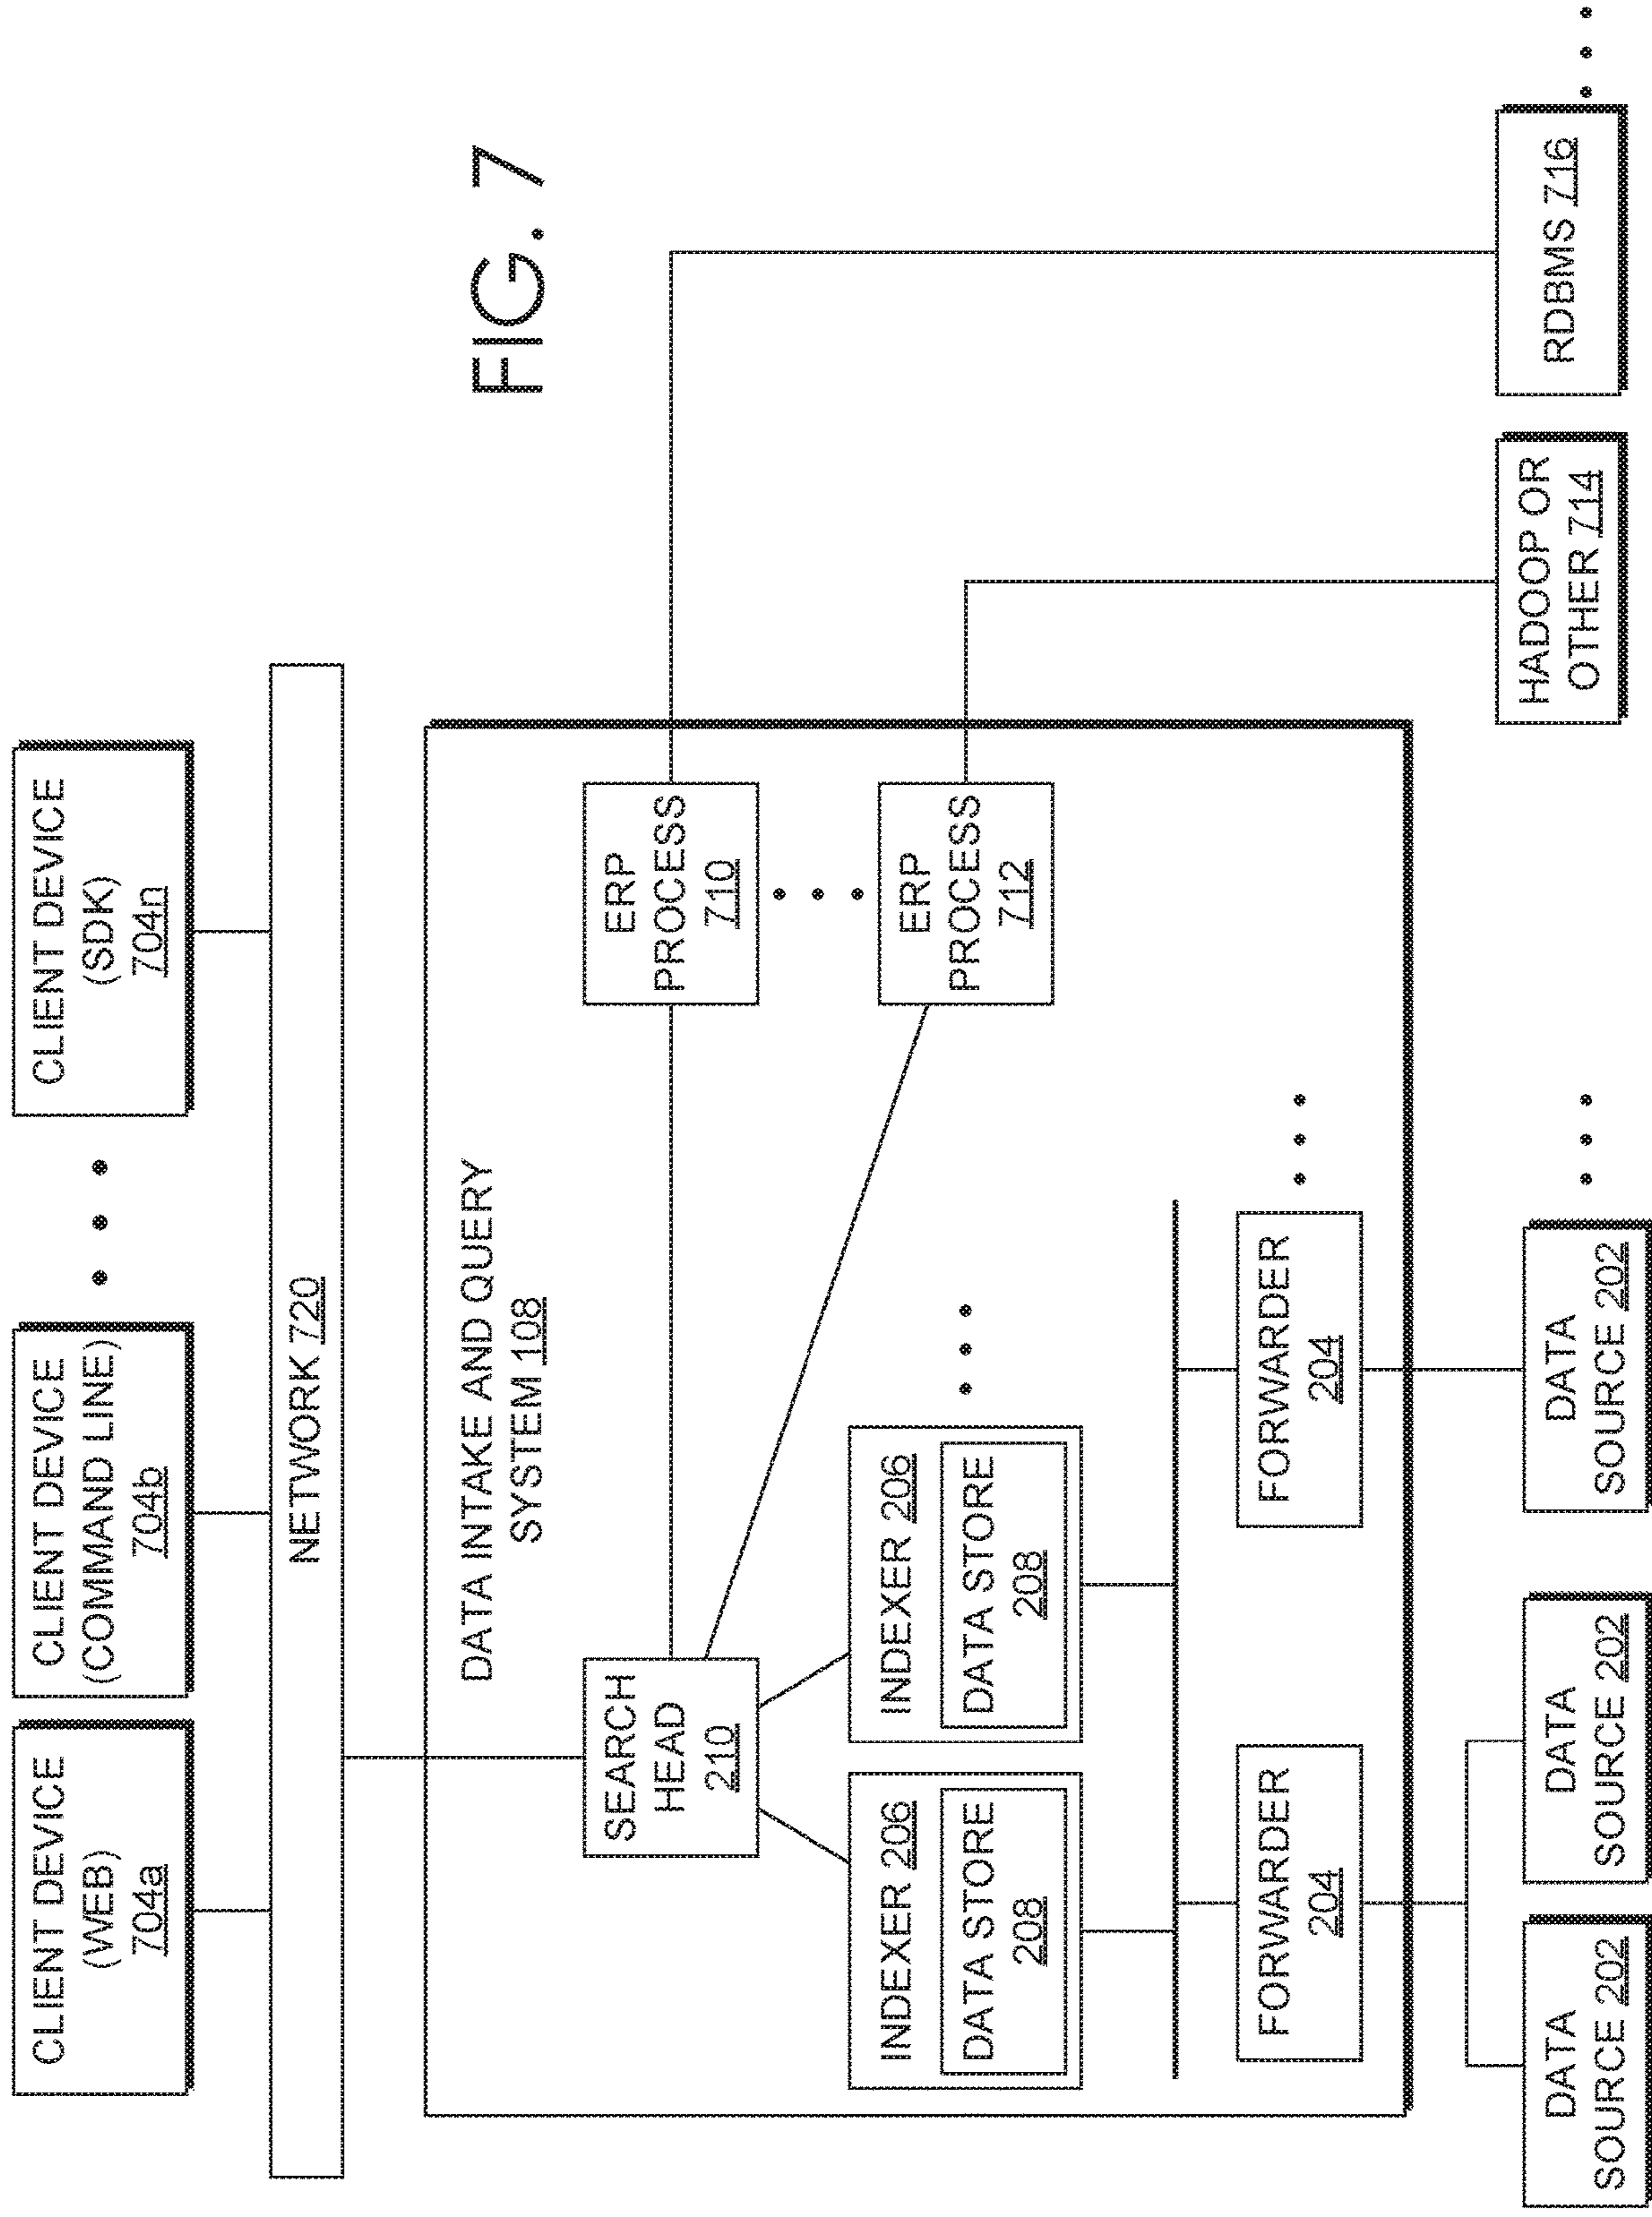 CLIENT DEVICE
(WEB)
704a
CLIENT DEVICE
(COMMAND LINE)
704b
CLIENT DEVICE
(SDK)
704n
NETWORK 720
FIG. 7
DATA INTAKE AND QUERY
SYSTEM 108
SEARCH
HEAD
210
ERP
PROCESS
710
ERP
PROCESS
712
INDEXER 206
DATA STORE
208
INDEXER 206
DATA STORE
208
FORWARDER
204
FORWARDER
204
DATA
SOURCE 202
DATA
SOURCE 202
DATA
SOURCE 202
HADOOP OR
OTHER 714
RDBMS 716